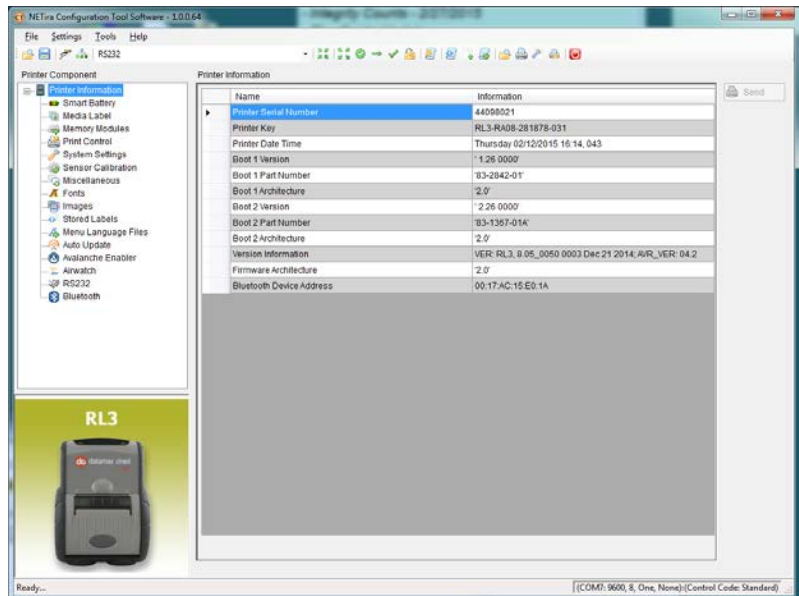 NETira Configuration Tool Software - 1.0.0.64
Integrity Counts - 2/27/2015
File Settings Tools Help
RS232
Printer Component
Printer Information
Smart Battery
Media Label
Memory Modules
Print Control
System Settings
Sensor Calibration
Miscellaneous
Fonts
Images
Stored Labels
Menu Language Files
Auto Update
Avalanche Enabler
Airwatch
RS232
Bluetooth
Printer Information
Name Information
Printer Serial Number 44098021
Printer Key RL3-RA08-281878-031
Printer Date Time Thursday 02/12/2015 16:14, 043
Boot 1 Version ' 1.26 0000'
Boot 1 Part Number '83-2842-01'
Boot 1 Architecture '2.0'
Boot 2 Version ' 2.26 0000'
Boot 2 Part Number '83-1367-01A'
Boot 2 Architecture '2.0'
Version Information VER: RL3, 8.05_0050 0003 Dec 21 2014; AVR_VER: 04.2
Firmware Architecture '2.0'
Bluetooth Device Address 00:17:AC:15:E0:1A
Send
RL3
datamax oneil
Ready...
(COM7: 9600, 8, One, None):(Control Code: Standard)